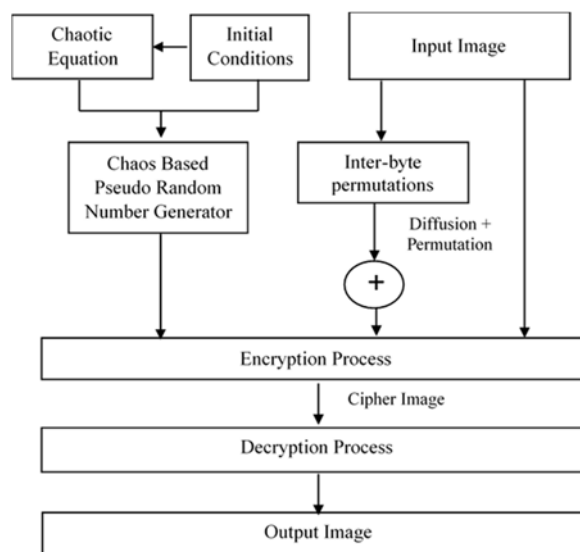 Chaotic
Equation
Initial
Conditions
Input Image
Chaos Based
Pseudo Random
Number Generator
Inter-byte
permutations
Diffusion +
Permutation
+
Encryption Process
Cipher Image
Decryption Process
Output Image